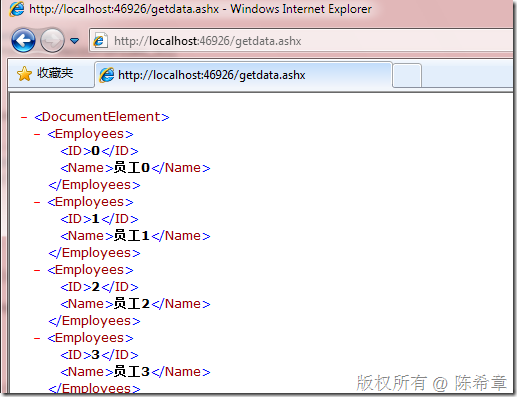 http://localhost:46926/getdata.ashx - Windows Internet Explorer
http://localhost:46926/getdata.ashx
收藏夹 http://localhost:46926/getdata.ashx
- <DocumentElement>
- <Employees>
<ID>0</ID>
<Name>员工0</Name>
</Employees>
- <Employees>
<ID>1</ID>
<Name>员工1</Name>
</Employees>
- <Employees>
<ID>2</ID>
<Name>员工2</Name>
</Employees>
- <Employees>
<ID>3</ID>
<Name>员工3</Name>
</Employees>
版权所有 @ 陈希章